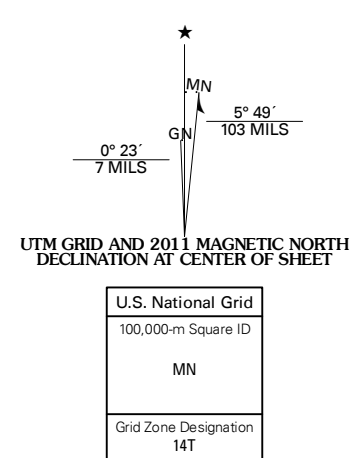 ★
MN
5° 49´
103 MILS
GN
0° 23´
7 MILS
UTM GRID AND 2011 MAGNETIC NORTH
DECLINATION AT CENTER OF SHEET
U.S. National Grid
100,000-m Square ID
MN
Grid Zone Designation
14T